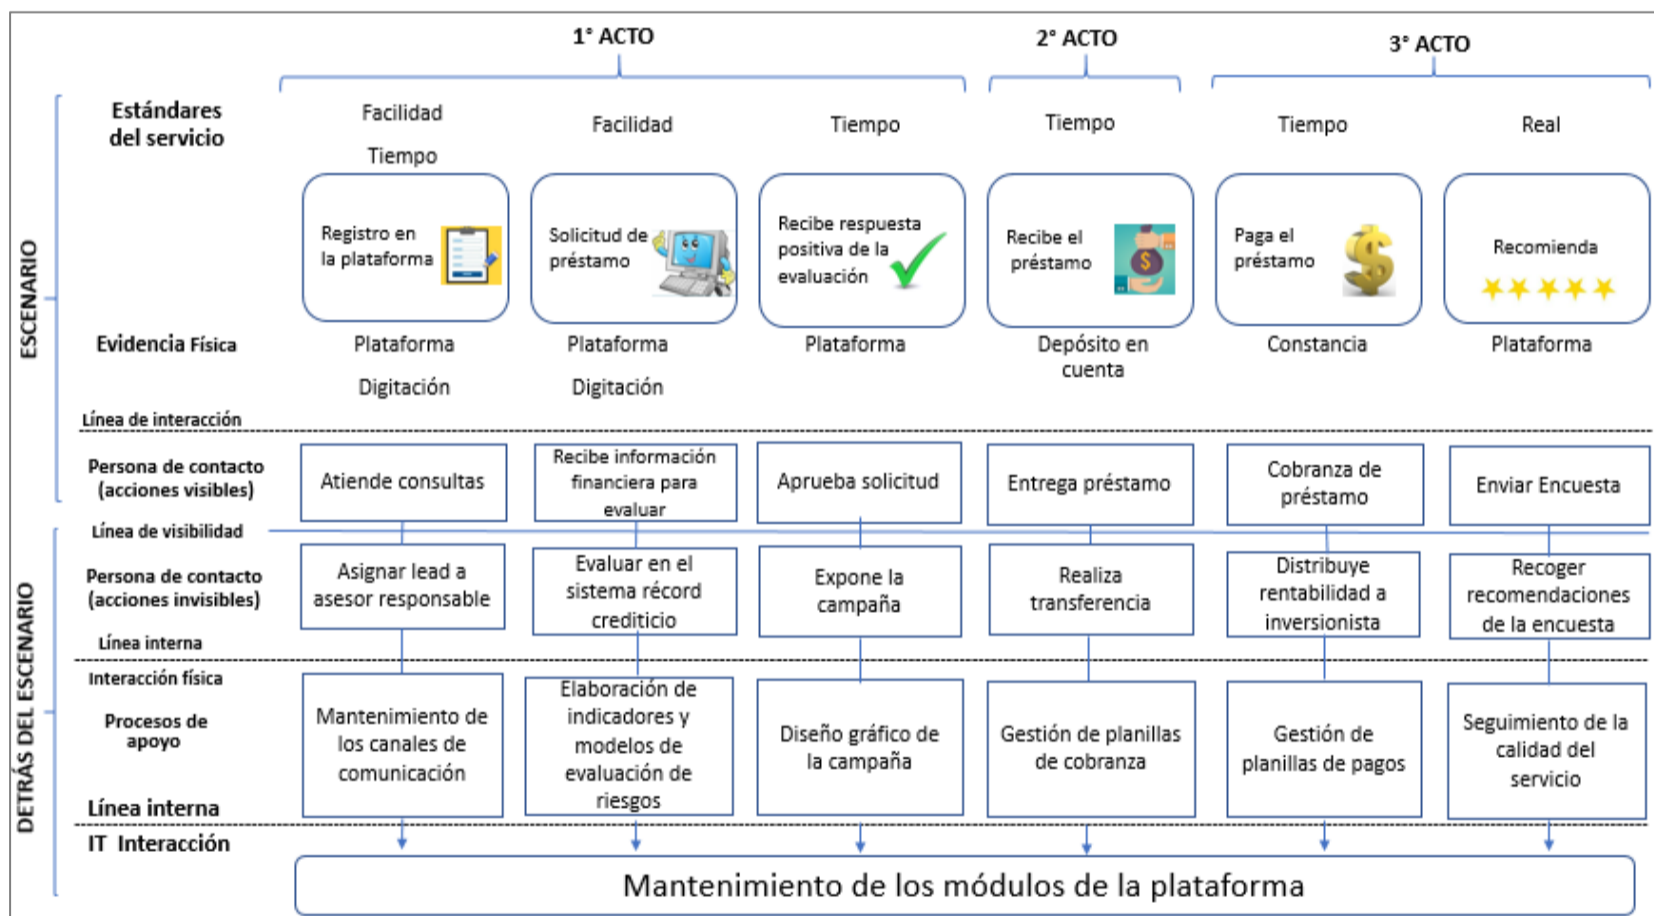 1° ACTO
2° ACTO
3° ACTO
ESCENARIO
Estándares
del servicio
Facilidad
Tiempo
Facilidad
Tiempo
Tiempo
Tiempo
Real
Registro en
la plataforma
Solicitud de
préstamo
Recibe respuesta
positiva de la
evaluación
Recibe el
préstamo
Paga el
préstamo
Recomienda
Evidencia Física
Plataforma
Digitación
Plataforma
Digitación
Plataforma
Depósito en
cuenta
Constancia
Plataforma
Línea de interacción
Persona de contacto
(acciones visibles)
Atiende consultas
Recibe información
financiera para
evaluar
Aprueba solicitud
Entrega préstamo
Cobranza de
préstamo
Enviar Encuesta
Línea de visibilidad
DETRÁS DEL ESCENARIO
Persona de contacto
(acciones invisibles)
Asignar lead a
asesor responsable
Evaluar en el
sistema récord
crediticio
Expone la
campaña
Realiza
transferencia
Distribuye
rentabilidad a
inversionista
Recoger
recomendaciones
de la encuesta
Línea interna
Interacción física
Procesos de
apoyo
Mantenimiento de
los canales de
comunicación
Elaboración de
indicadores y
modelos de
evaluación de
riesgos
Diseño gráfico de
la campaña
Gestión de planillas
de cobranza
Gestión de
planillas de pagos
Seguimiento de la
calidad del
servicio
Línea interna
IT Interacción
Mantenimiento de los módulos de la plataforma